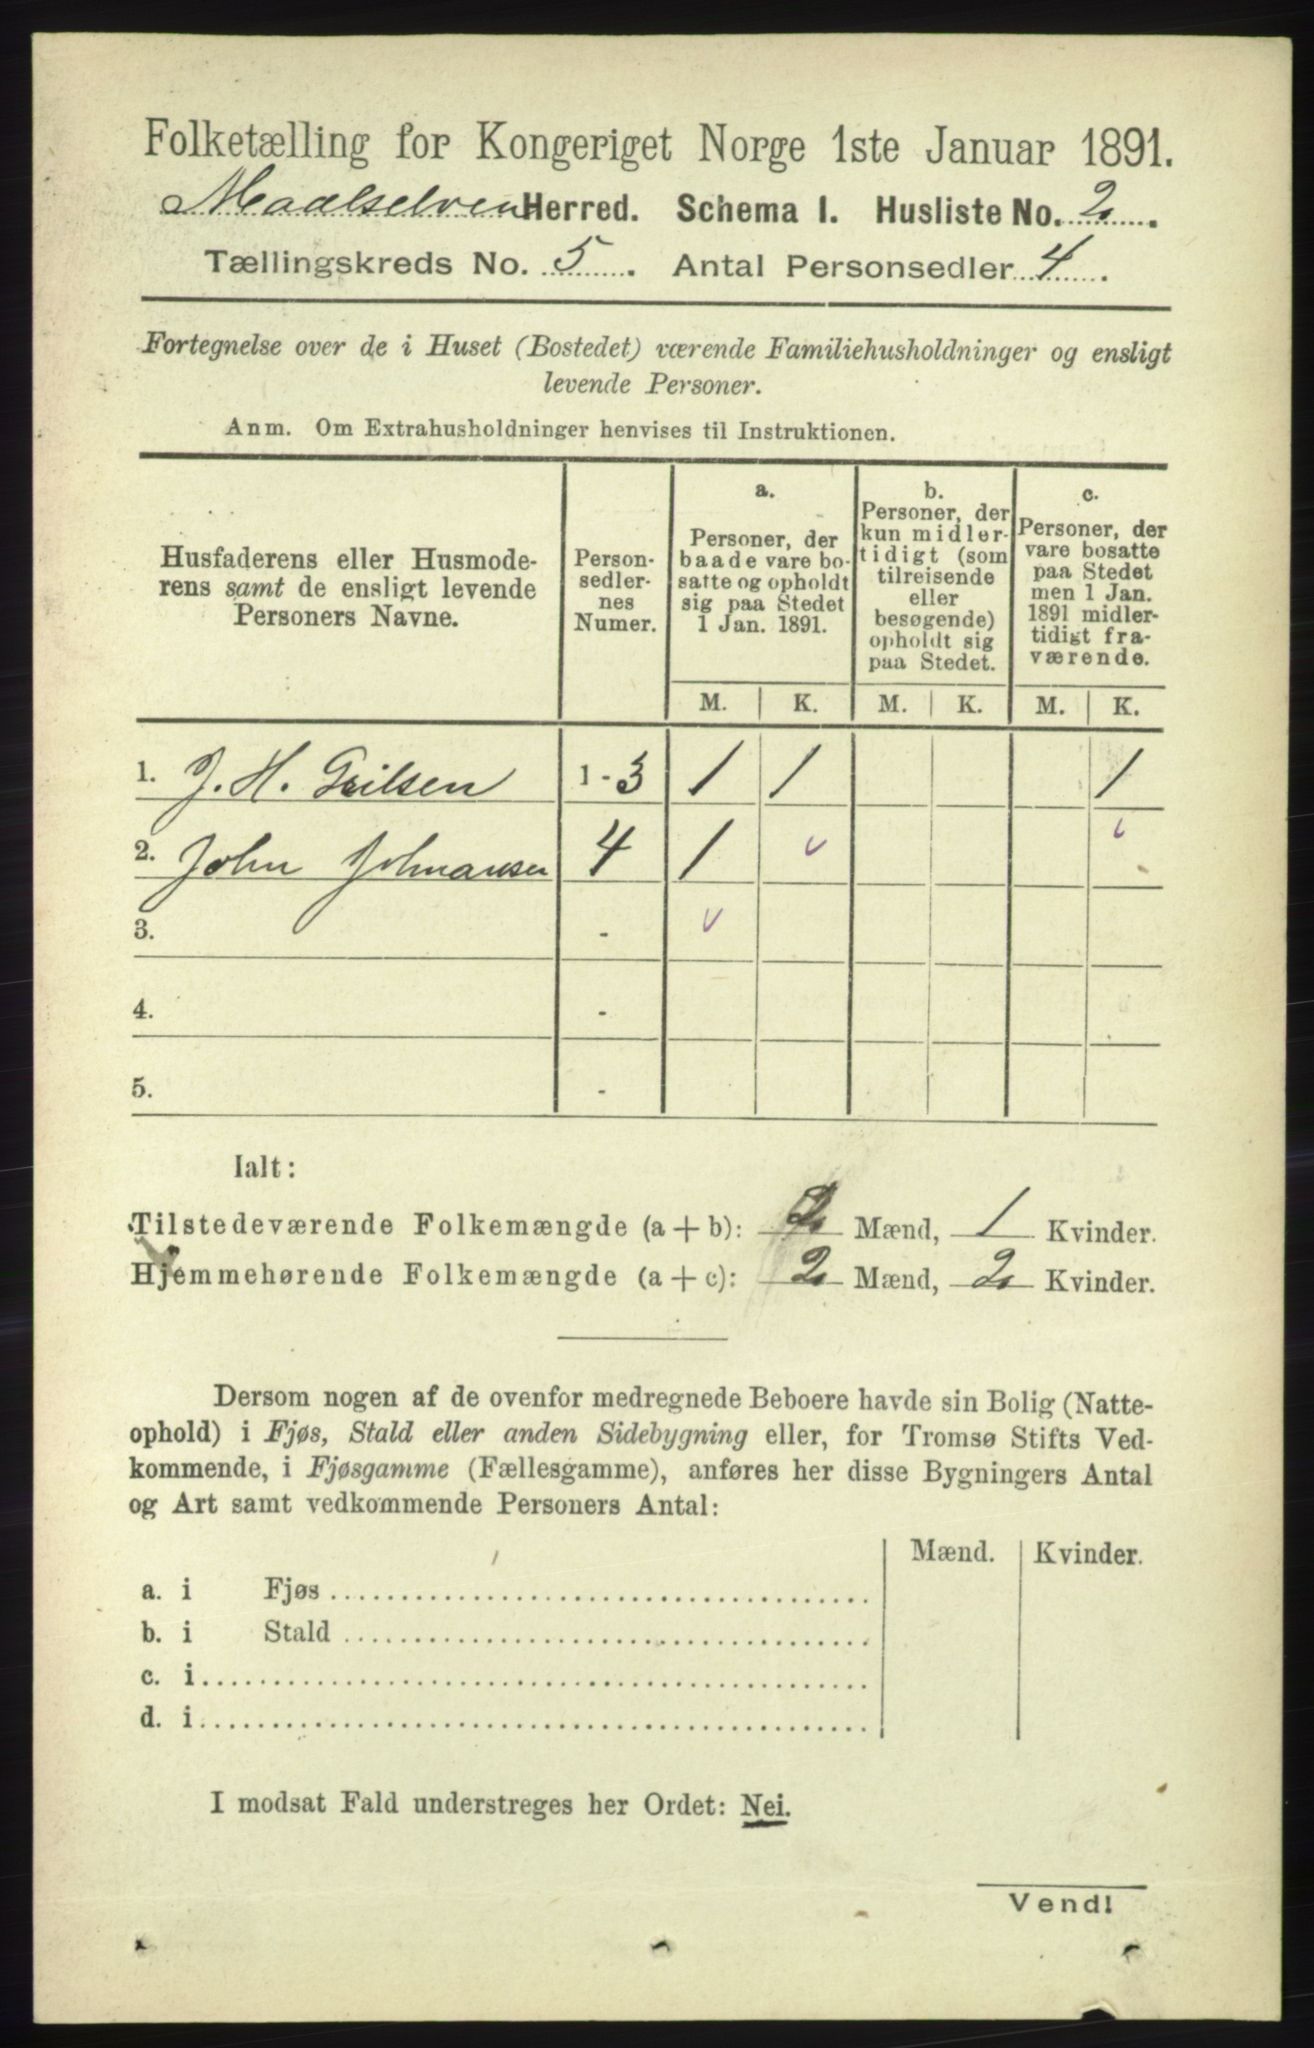 Folketælling for Kongeriget Norge 1ste Januar 1891.
Maalselven Herred. Schema I. Husliste No. 2.
Tællingskreds No. 5. Antal Personsedler 4.
Fortegnelse over de i Huset (Bostedet) værende Familiehusholdninger og ensligt
levende Personer.
Anm. Om Extrahusholdninger henvises til Instruktionen.
Husfaderens eller Husmode-
rens samt de ensligt levende
Personers Navne.
Person-
sedler-
nes
Numer.
a.
Personer, der
baade vare bo-
satte og opholdt
sig paa Stedet
1 Jan. 1891.
b.
Personer, der
kun midler-
tidigt (som
tilreisende
eller
besøgende)
opholdt sig
paa Stedet.
c.
Personer, der
vare bosatte
paa Stedet
men 1 Jan.
1891 midler-
tidigt fra-
værende.
M. K. M. K. M. K.
1. J. H. 1-3 1 1 1
2. John Johnansen 4 1
3. -
4. -
5. -
Ialt:
Tilstedeværende Folkemængde (a + b): 2 Mænd, 1 Kvinder.
Hjemmehørende Folkemængde (a + c): 2 Mænd, 2 Kvinder.
Dersom nogen af de ovenfor medregnede Beboere havde sin Bolig (Natte-
ophold) i Fjøs, Stald eller anden Sidebygning eller, for Tromsø Stifts Ved-
kommende, i Fjøsgamme (Fællesgamme), anføres her disse Bygningers Antal
og Art samt vedkommende Personers Antal:
Mænd. Kvinder.
a. i Fjøs
b. i Stald
c. i
d. i
I modsat Fald understreges her Ordet: Nei.
Vend!